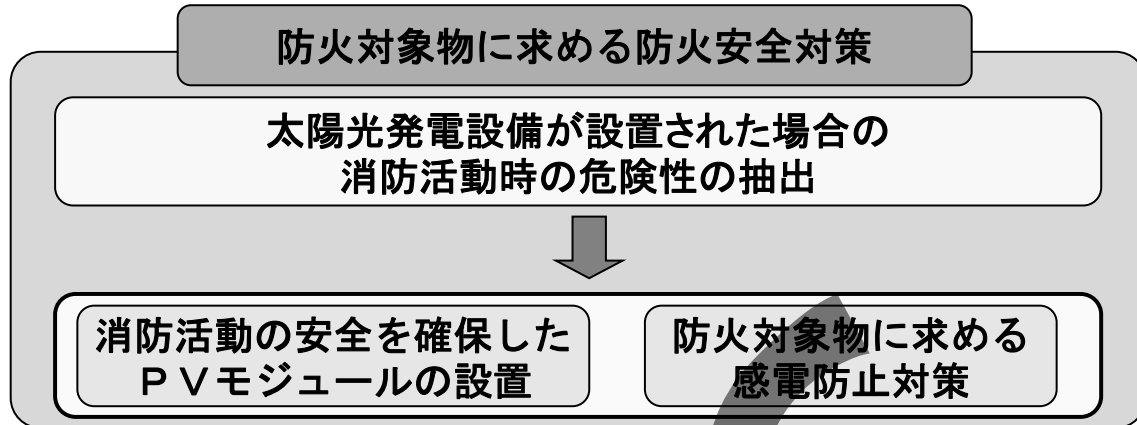 防火対象物に求める防火安全対策
太陽光発電設備が設置された場合の
消防活動時の危険性の抽出
消防活動の安全を確保した
ＰＶモジュールの設置
防火対象物に求める
感電防止対策